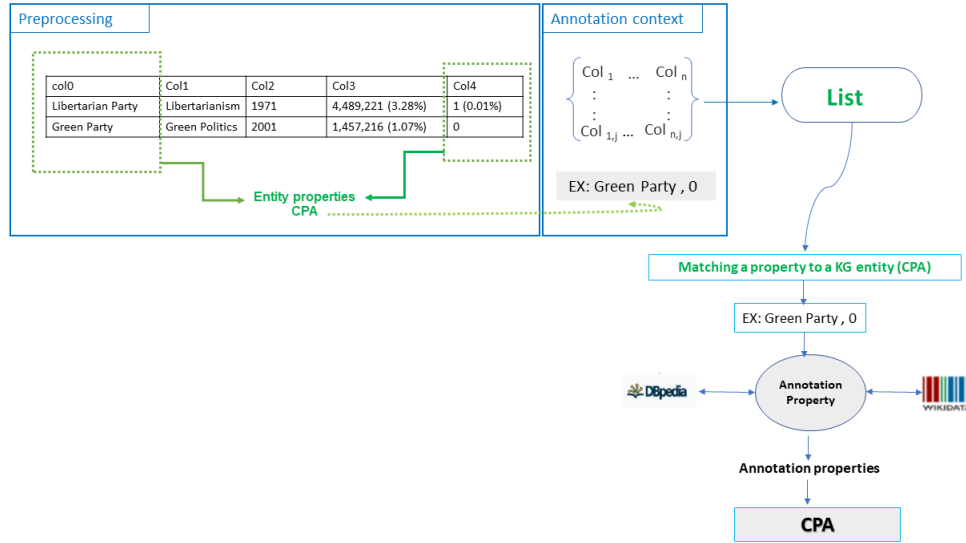 Preprocessing
Annotation context
col0 Col1 Col2 Col3 Col4
Libertarian Party Libertarianism 1971 4,489,221 (3.28%) 1 (0.01%)
Green Party Green Politics 2001 1,457,216 (1.07%) 0
Entity properties
CPA
Col 1 ... Col n
: :
Col 1,j ... Col n,j
EX: Green Party , 0
List
Matching a property to a KG entity (CPA)
EX: Green Party , 0
DBpedia
Annotation
Property
WIKIDATA
Annotation properties
CPA